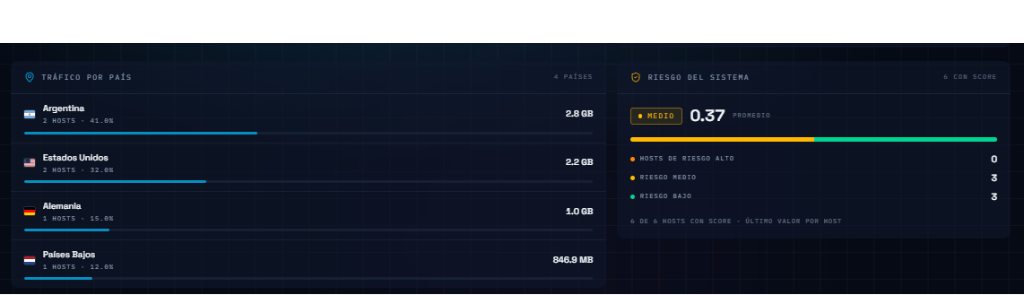 TRÁFICO POR PAÍS
4 PAÍSES
Argentina
2 HOSTS · 41.0%
2.8 GB
Estados Unidos
2 HOSTS · 32.0%
2.2 GB
Alemania
1 HOSTS · 15.0%
1.0 GB
Países Bajos
1 HOSTS · 12.0%
846.9 MB
RIESGO DEL SISTEMA
6 CON SCORE
MEDIO
0.37
PROMEDIO
HOSTS DE RIESGO ALTO
0
RIESGO MEDIO
3
RIESGO BAJO
3
6 DE 6 HOSTS CON SCORE · ÚLTIMO VALOR POR HOST